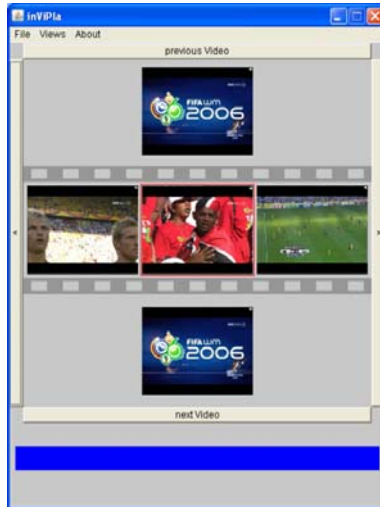 inViPla
File Views About
previous Video
FIFA WM
2006
FIFA WM
2006
next Video